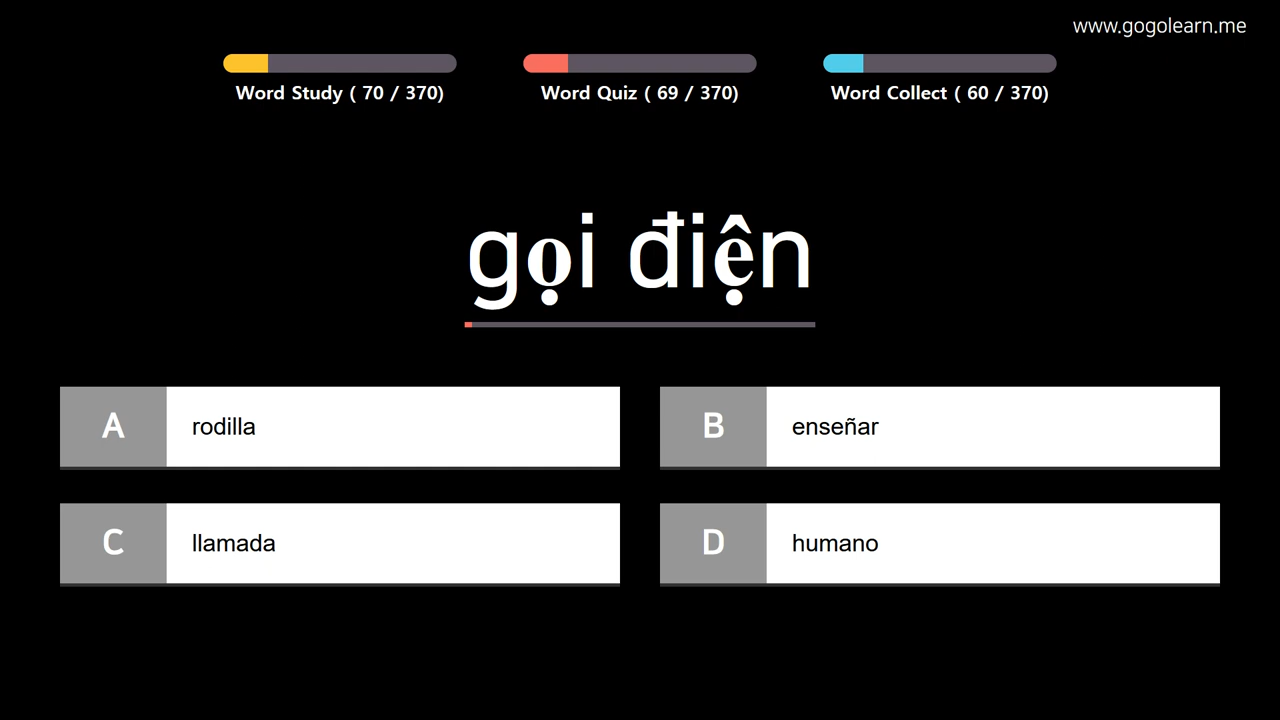 www.gogolearn.me
Word Study ( 70 / 370)
Word Quiz ( 69 / 370)
Word Collect ( 60 / 370)
gọi điện
A rodilla
B enseñar
C llamada
D humano